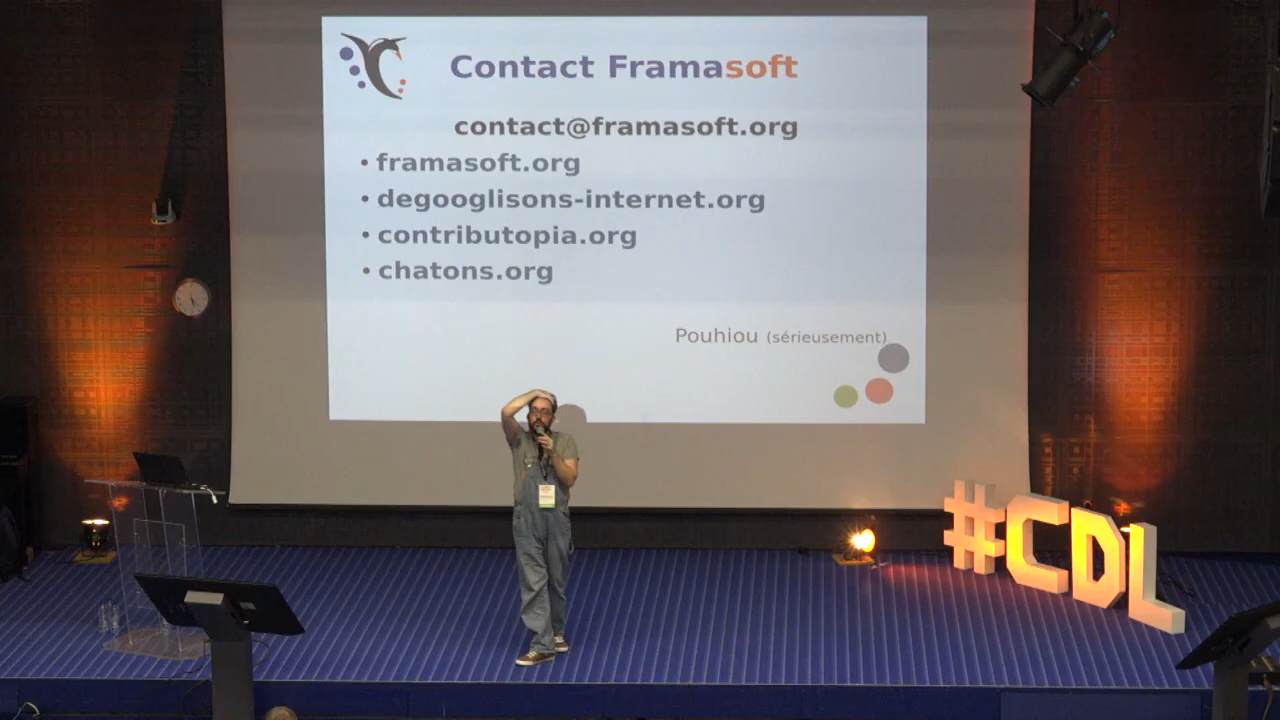 Contact Framasoft
contact@framasoft.org
• framasoft.org
• degooglisons-internet.org
• contributopia.org
• chatons.org
Pouhiou (sérieusement)
#CDL